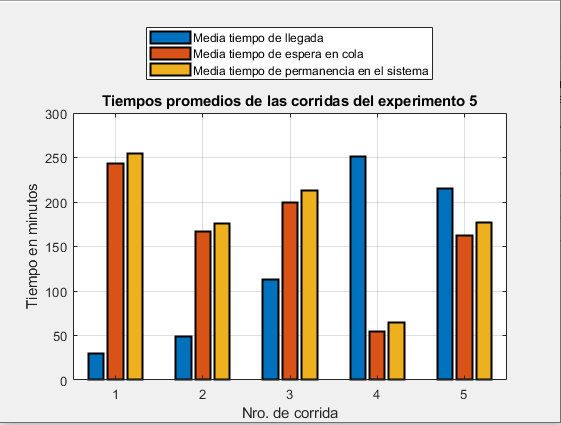 Media tiempo de llegada
Media tiempo de espera en cola
Media tiempo de permanencia en el sistema
Tiempos promedios de las corridas del experimento 5
300
250
200
150
100
50
0
Tiempo en minutos
1 2 3 4 5
Nro. de corrida